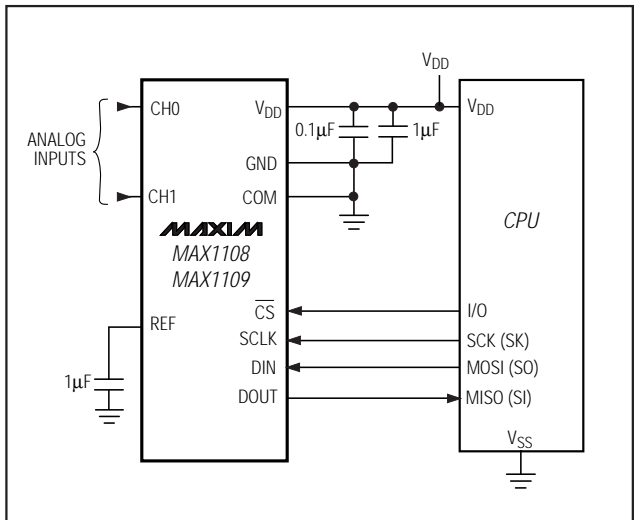 VDD
CH0
VDD
VDD
0.1µF
1µF
ANALOG
INPUTS
GND
CH1
COM
CPU
MAXIM
MAX1108
MAX1109
CS
I/O
REF
SCLK
SCK (SK)
DIN
MOSI (SO)
1µF
DOUT
MISO (SI)
VSS